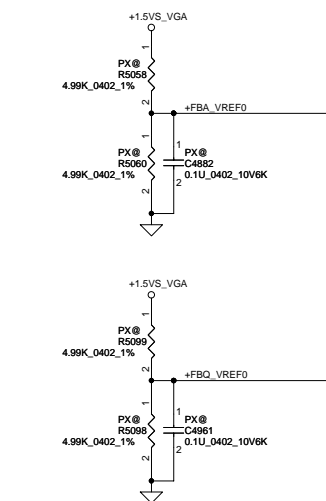 +1.5VS_VGA
1
PX@
R5058
4.99K_0402_1%
2
+FBA_VREF0
1
PX@
R5060
4.99K_0402_1%
2
1
PX@
C4882
0.1U_0402_10V6K
2
+1.5VS_VGA
1
PX@
R5099
4.99K_0402_1%
2
+FBQ_VREF0
1
PX@
R5098
4.99K_0402_1%
2
1
PX@
C4961
0.1U_0402_10V6K
2